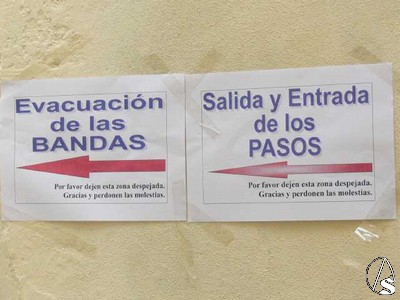 Evacuación
de las
BANDAS
Por favor dejen esta zona despejada.
Gracias y perdonen las molestias.
Salida y Entrada
de los
PASOS
Por favor dejen esta zona despejada.
Gracias y perdonen las molestias.